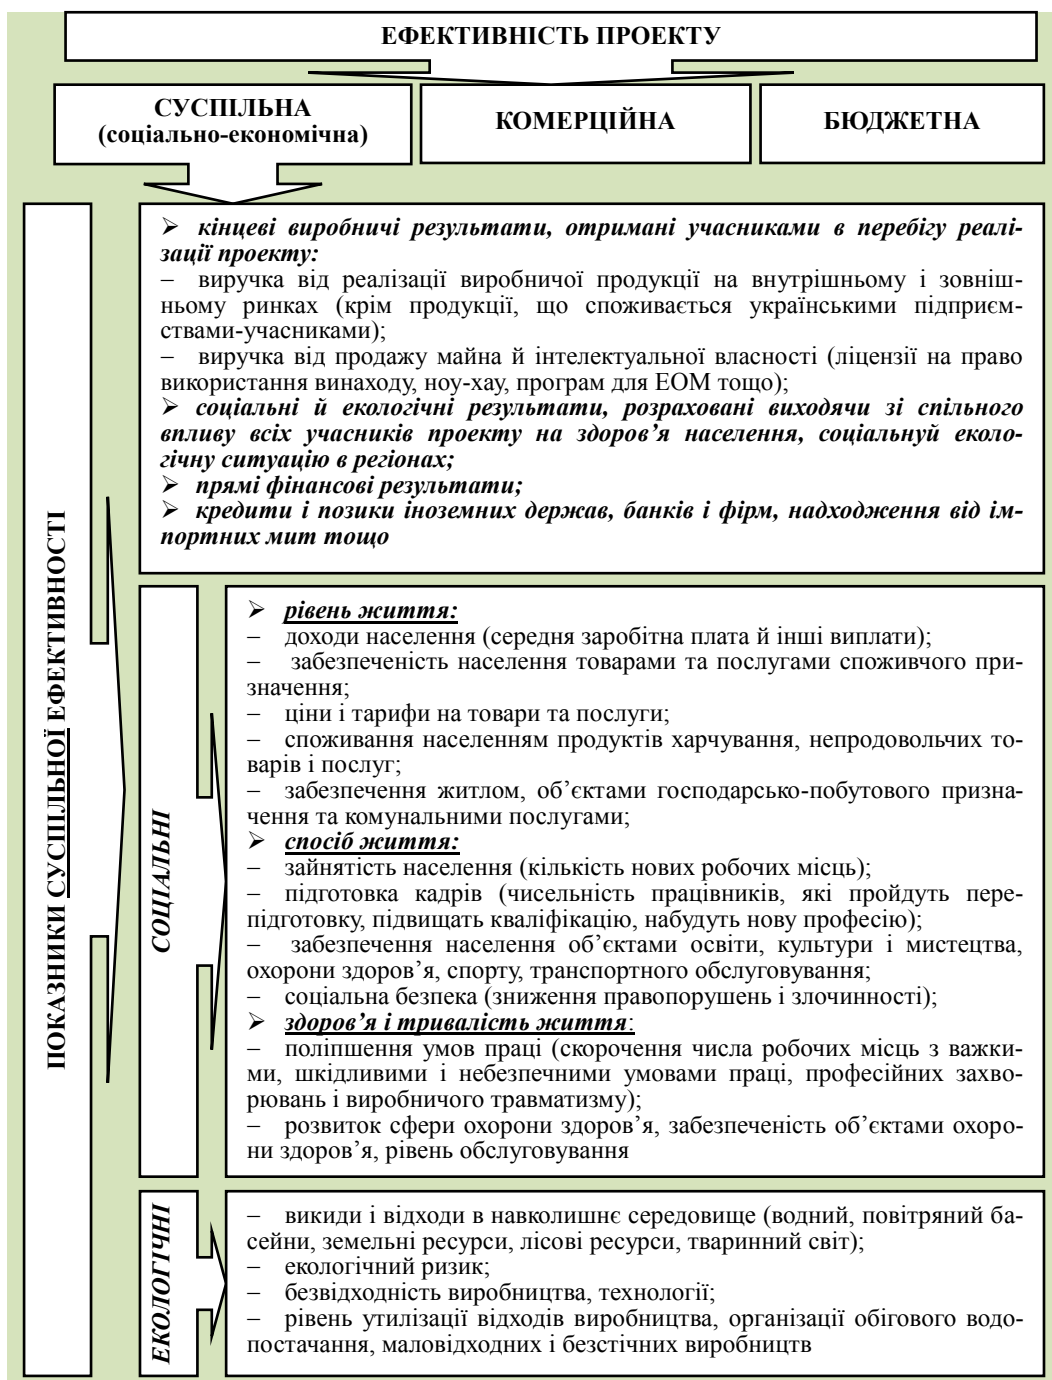 ЕФЕКТИВНІСТЬ ПРОЕКТУ
СУСПІЛЬНА
(соціально-економічна)
КОМЕРЦІЙНА
БЮДЖЕТНА
ПОКАЗНИКИ СУСПІЛЬНОЇ ЕФЕКТИВНОСТІ
➢ кінцеві виробничі результати, отримані учасниками в перебігу реалі-
зації проекту:
– виручка від реалізації виробничої продукції на внутрішньому і зовніш-
ньому ринках (крім продукції, що споживається українськими підприєм-
ствами-учасниками);
– виручка від продажу майна й інтелектуальної власності (ліцензії на право
використання винаходу, ноу-хау, програм для ЕОМ тощо);
➢ соціальні й екологічні результати, розраховані виходячи зі спільного
впливу всіх учасників проекту на здоров’я населення, соціальнуй еколо-
гічну ситуацію в регіонах;
➢ прямі фінансові результати;
➢ кредити і позики іноземних держав, банків і фірм, надходження від ім-
портних мит тощо
СОЦІАЛЬНІ
➢ рівень життя:
– доходи населення (середня заробітна плата й інші виплати);
– забезпеченість населення товарами та послугами споживчого при-
значення;
– ціни і тарифи на товари та послуги;
– споживання населенням продуктів харчування, непродовольчих то-
варів і послуг;
– забезпечення житлом, об’єктами господарсько-побутового призна-
чення та комунальними послугами;
➢ спосіб життя:
– зайнятість населення (кількість нових робочих місць);
– підготовка кадрів (чисельність працівників, які пройдуть пере-
підготовку, підвищать кваліфікацію, набудуть нову професію);
– забезпечення населення об’єктами освіти, культури і мистецтва,
охорони здоров’я, спорту, транспортного обслуговування;
– соціальна безпека (зниження правопорушень і злочинності);
➢ здоров’я і тривалість життя:
– поліпшення умов праці (скорочення числа робочих місць з важки-
ми, шкідливими і небезпечними умовами праці, професійних захво-
рювань і виробничого травматизму);
– розвиток сфери охорони здоров’я, забезпеченість об’єктами охоро-
ни здоров’я, рівень обслуговування
ЕКОЛОГІЧНІ
– викиди і відходи в навколишнє середовище (водний, повітряний ба-
сейни, земельні ресурси, лісові ресурси, тваринний світ);
– екологічний ризик;
– безвідходність виробництва, технології;
– рівень утилізації відходів виробництва, організації обігового водо-
постачання, маловідходних і безстічних виробництв